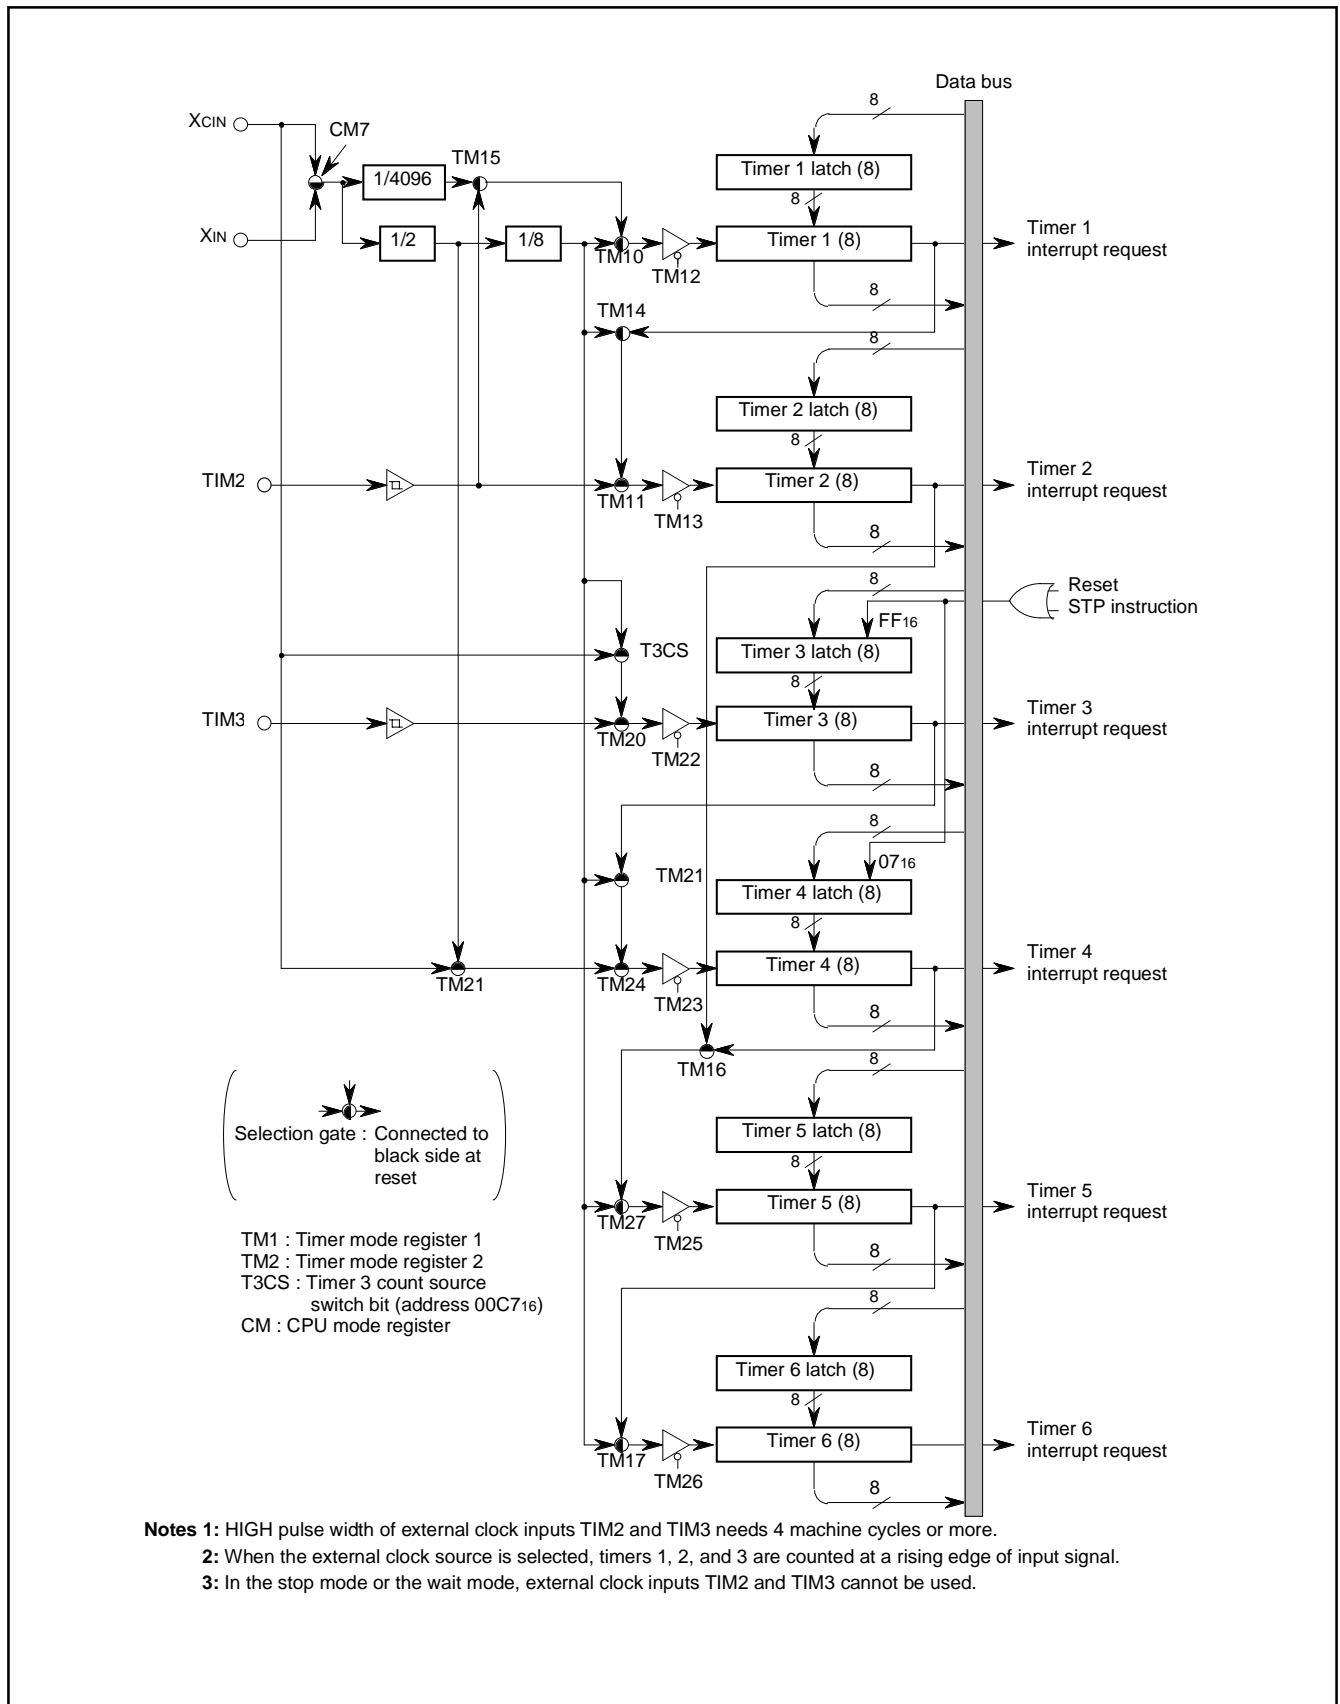 Data bus
8
XCIN
CM7
TM15
1/4096
Timer 1 latch (8)
8
XIN
1/2
1/8
TM10
TM12
Timer 1 (8)
Timer 1
interrupt request
8
TM14
8
Timer 2 latch (8)
8
TIM2
TM11
TM13
Timer 2 (8)
Timer 2
interrupt request
8
8
Reset
STP instruction
FF16
T3CS
Timer 3 latch (8)
8
TIM3
TM20
TM22
Timer 3 (8)
Timer 3
interrupt request
8
8
0716
TM21
Timer 4 latch (8)
8
TM21
TM24
TM23
Timer 4 (8)
Timer 4
interrupt request
8
TM16
8
Selection gate : Connected to
black side at
reset
Timer 5 latch (8)
8
TM27
TM25
Timer 5 (8)
Timer 5
interrupt request
8
TM1 : Timer mode register 1
TM2 : Timer mode register 2
T3CS : Timer 3 count source
switch bit (address 00C716)
CM : CPU mode register
8
Timer 6 latch (8)
8
TM17
TM26
Timer 6 (8)
Timer 6
interrupt request
8
Notes 1: HIGH pulse width of external clock inputs TIM2 and TIM3 needs 4 machine cycles or more.
2: When the external clock source is selected, timers 1, 2, and 3 are counted at a rising edge of input signal.
3: In the stop mode or the wait mode, external clock inputs TIM2 and TIM3 cannot be used.